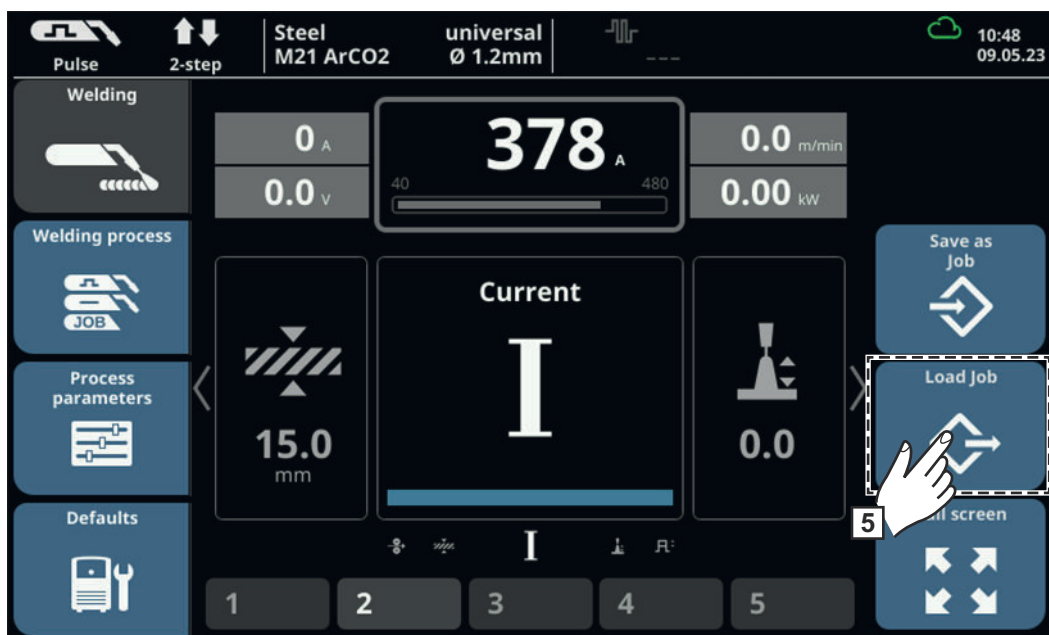 Pulse
2-step
Steel universal
M21 ArCO2 Ø 1.2mm
---
10:48
09.05.23
Welding
0 A
0.0 V
378 A
40 480
0.0 m/min
0.00 kW
Welding process
JOB
Process
parameters
Defaults
15.0
mm
Current
I
0.0
Save as
Job
Load Job
5
screen
I
1 2 3 4 5